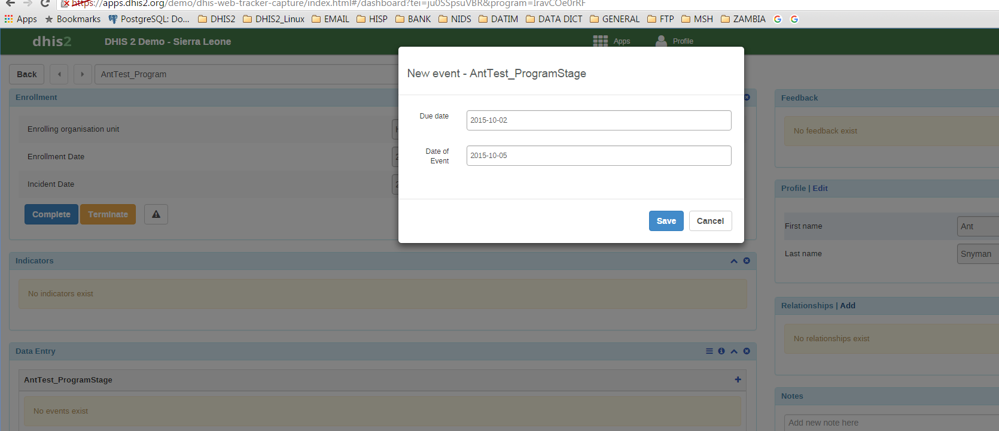 https://apps.dhis2.org/demo/dhis-web-tracker-capture/index.html#/dashboard?tei=ju0SSpsuVBR&program=IravCOe0rRF
Apps Bookmarks PostgreSQL: Do... DHIS2 DHIS2_Linux EMAIL HISP BANK NIDS DATIM DATA DICT GENERAL FTP MSH ZAMBIA
dhis2 DHIS 2 Demo - Sierra Leone Apps Profile
Back AntTest_Program
New event - AntTest_ProgramStage
Due date 2015-10-02
Date of Event 2015-10-05
Save Cancel
Enrollment
Enrolling organisation unit
Enrollment Date 2
Incident Date 2
Complete Terminate
Indicators
No indicators exist
Data Entry
AntTest_ProgramStage
No events exist
Feedback
No feedback exist
Profile | Edit
First name Ant
Last name Snyman
Relationships | Add
No relationships exist
Notes
Add new note here